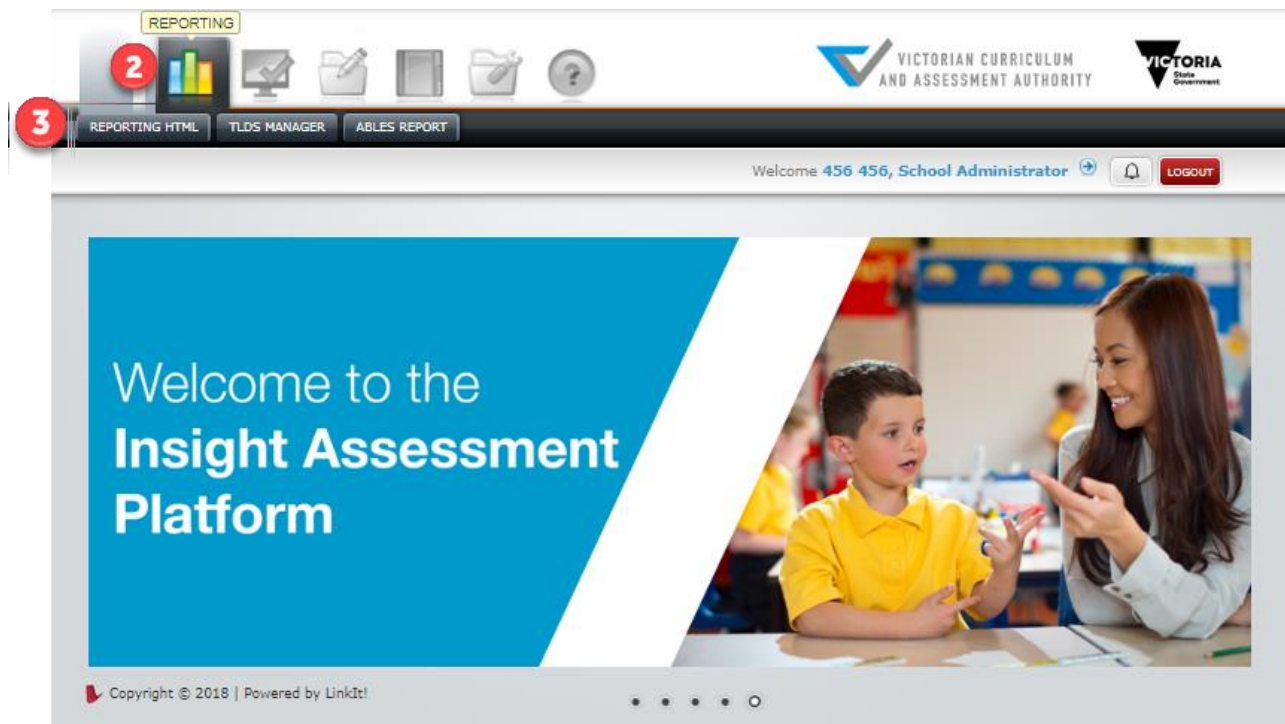 REPORTING
2
?
VICTORIAN CURRICULUM
AND ASSESSMENT AUTHORITY
VICTORIA
State
Government
3
REPORTING HTML
TLDS MANAGER
ABLES REPORT
Welcome 456 456, School Administrator
LOGOUT
Welcome to the
Insight Assessment
Platform
Copyright © 2018 | Powered by LinkIt!